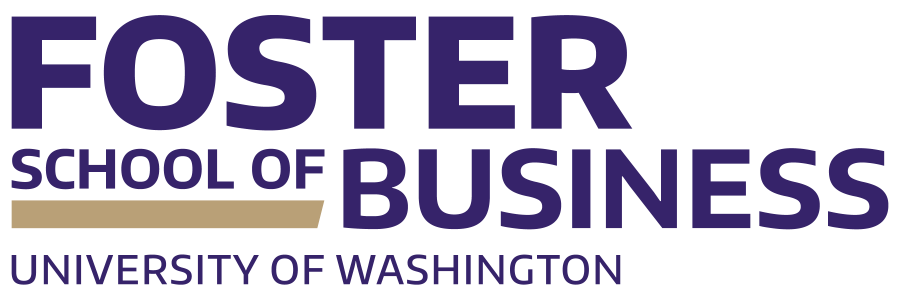 FOSTER
SCHOOL OF BUSINESS
UNIVERSITY OF WASHINGTON